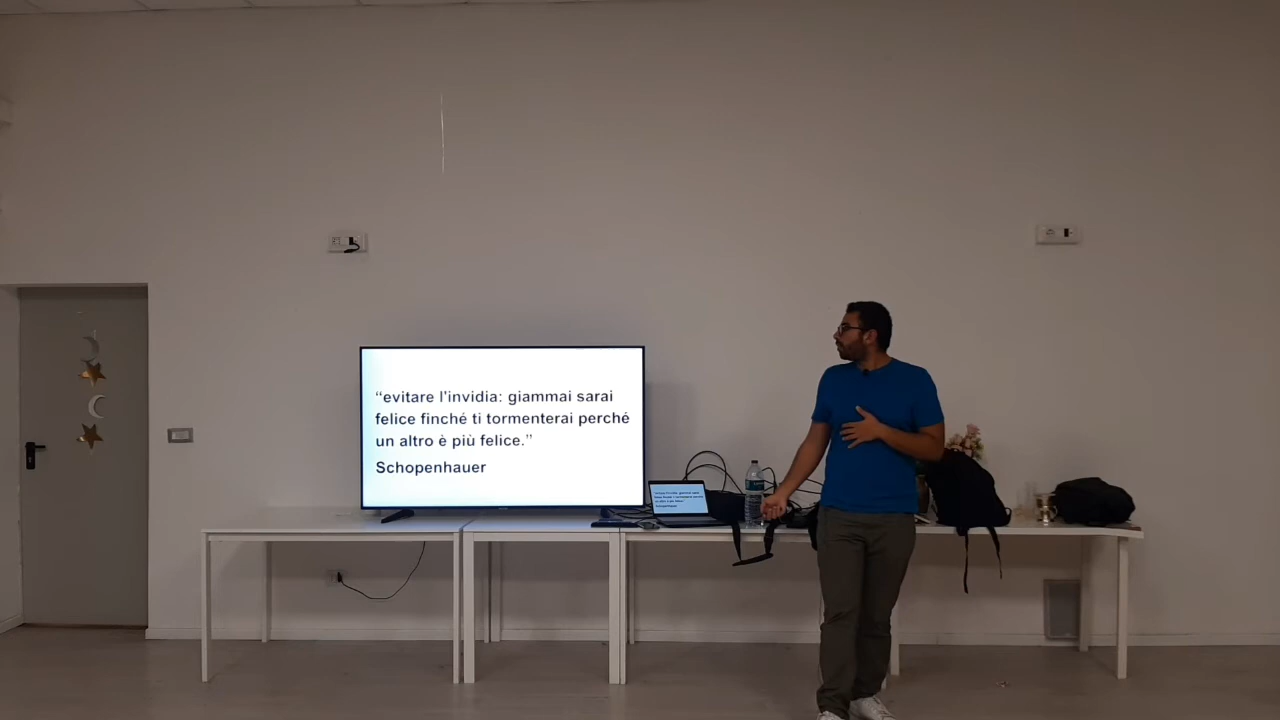 “evitare l'invidia: giammai sarai
felice finché ti tormenterai perché
un altro è più felice.”
Schopenhauer